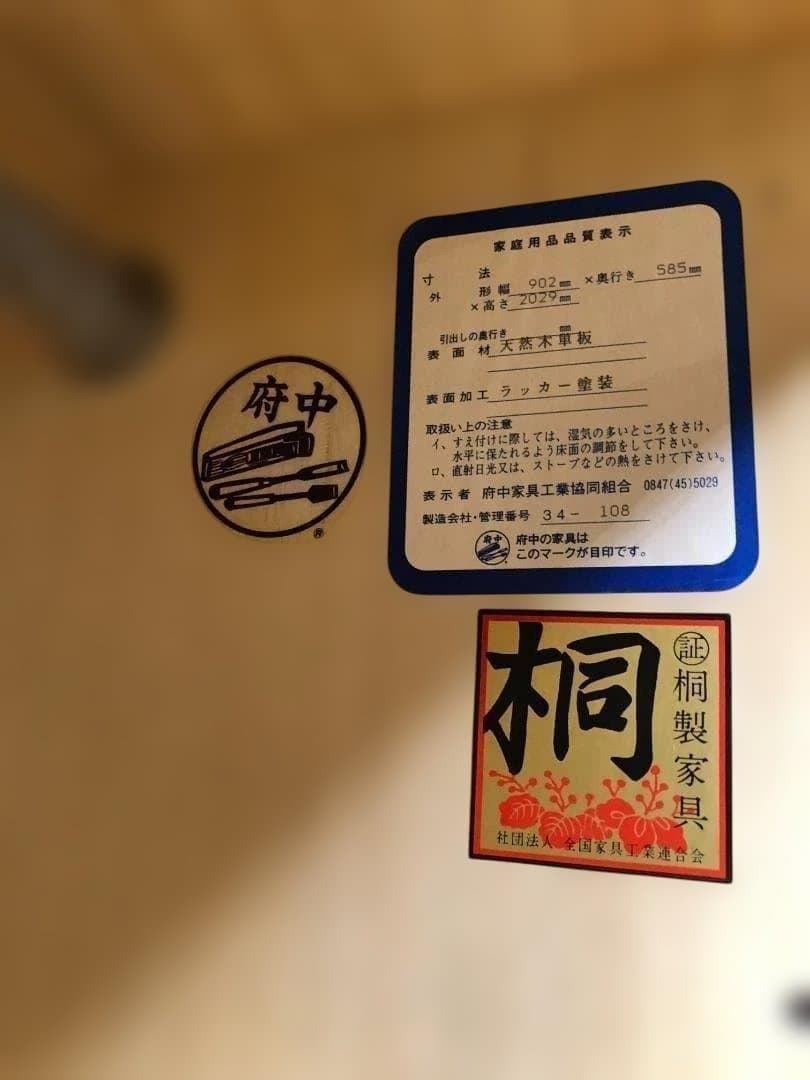 府中
®
家庭用品品質表示
寸法
外形幅 902㎜ ×奥行き 585㎜
×高さ 2029㎜
引出しの奥行き ㎜
表面材 天然木単板
表面加工 ラッカー塗装
取扱い上の注意
イ、すえ付けに際しては、湿気の多いところをさけ、
水平に保たれるよう床面の調節をして下さい。
ロ、直射日光又は、ストーブなどの熱をさけて下さい。
表示者 府中家具工業協同組合 0847(45)5029
製造会社・管理番号 34- 108
府中
府中の家具は
このマークが目印です。
桐
証
桐製家具
社団法人 全国家具工業連合会